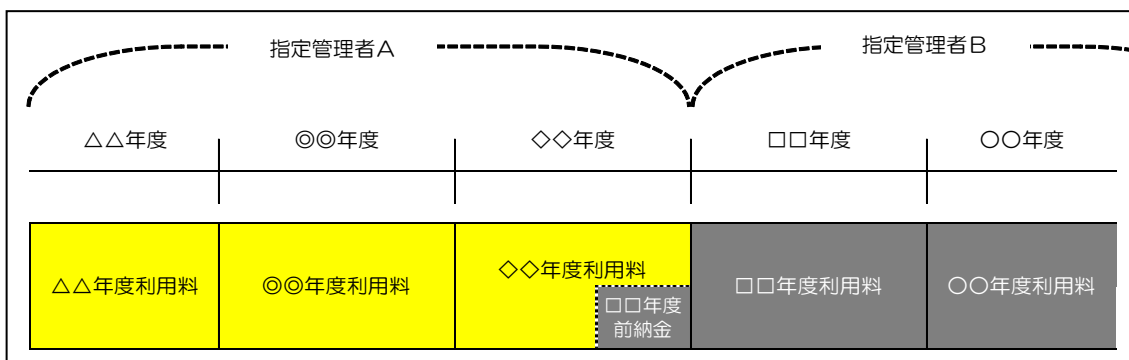 指定管理者A
指定管理者B
△△年度
◎◎年度
◇◇年度
□□年度
○○年度
△△年度利用料
◎◎年度利用料
◇◇年度利用料
□□年度
前納金
□□年度利用料
○○年度利用料